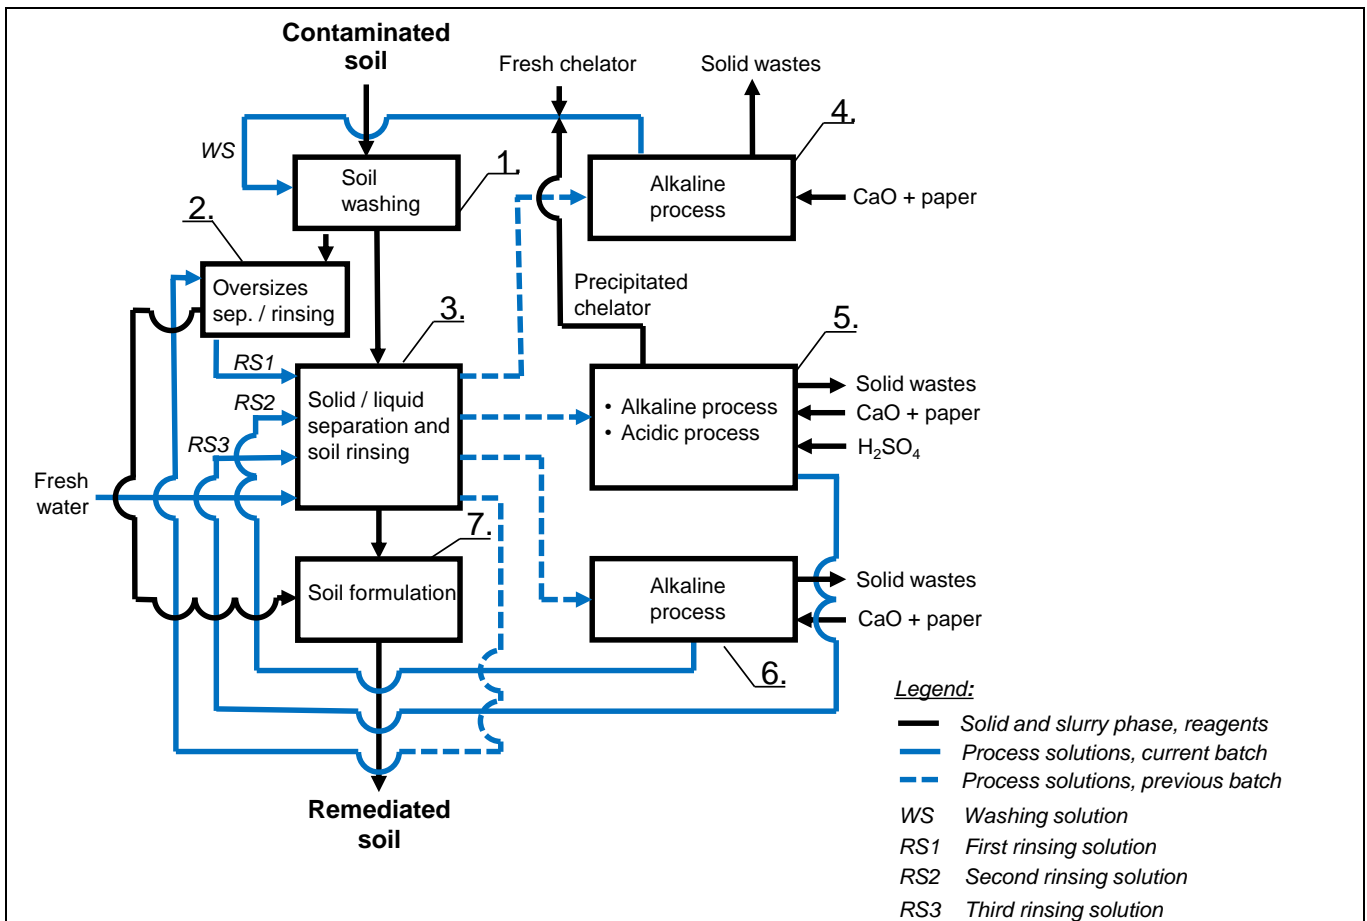 Contaminated
soil
Fresh chelator
Solid wastes
4.
WS
1.
Soil
washing
Alkaline
process
CaO + paper
2.
Oversizes
sep. / rinsing
Precipitated
chelator
3.
5.
RS1
RS2
RS3
Solid / liquid
separation and
soil rinsing
• Alkaline process
• Acidic process
Solid wastes
CaO + paper
H₂SO₄
Fresh
water
7.
Soil formulation
Alkaline
process
Solid wastes
CaO + paper
6.
Remediated
soil
Legend:
Solid and slurry phase, reagents
Process solutions, current batch
Process solutions, previous batch
WS Washing solution
RS1 First rinsing solution
RS2 Second rinsing solution
RS3 Third rinsing solution